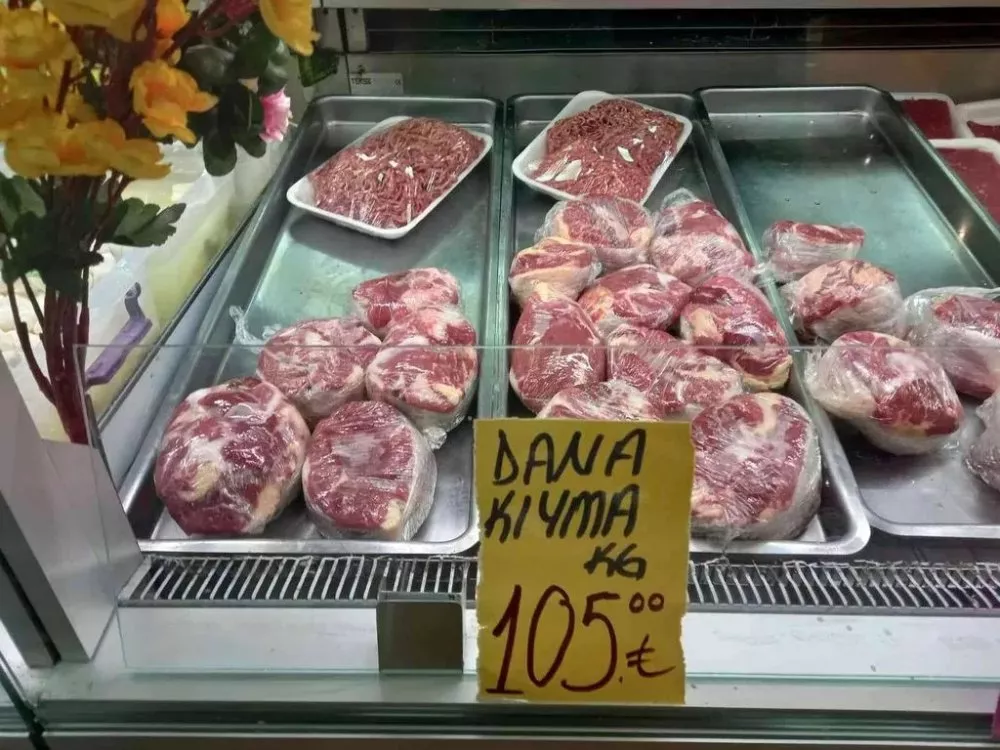 DANA
KIYMA
KG
105.⁰⁰
₺